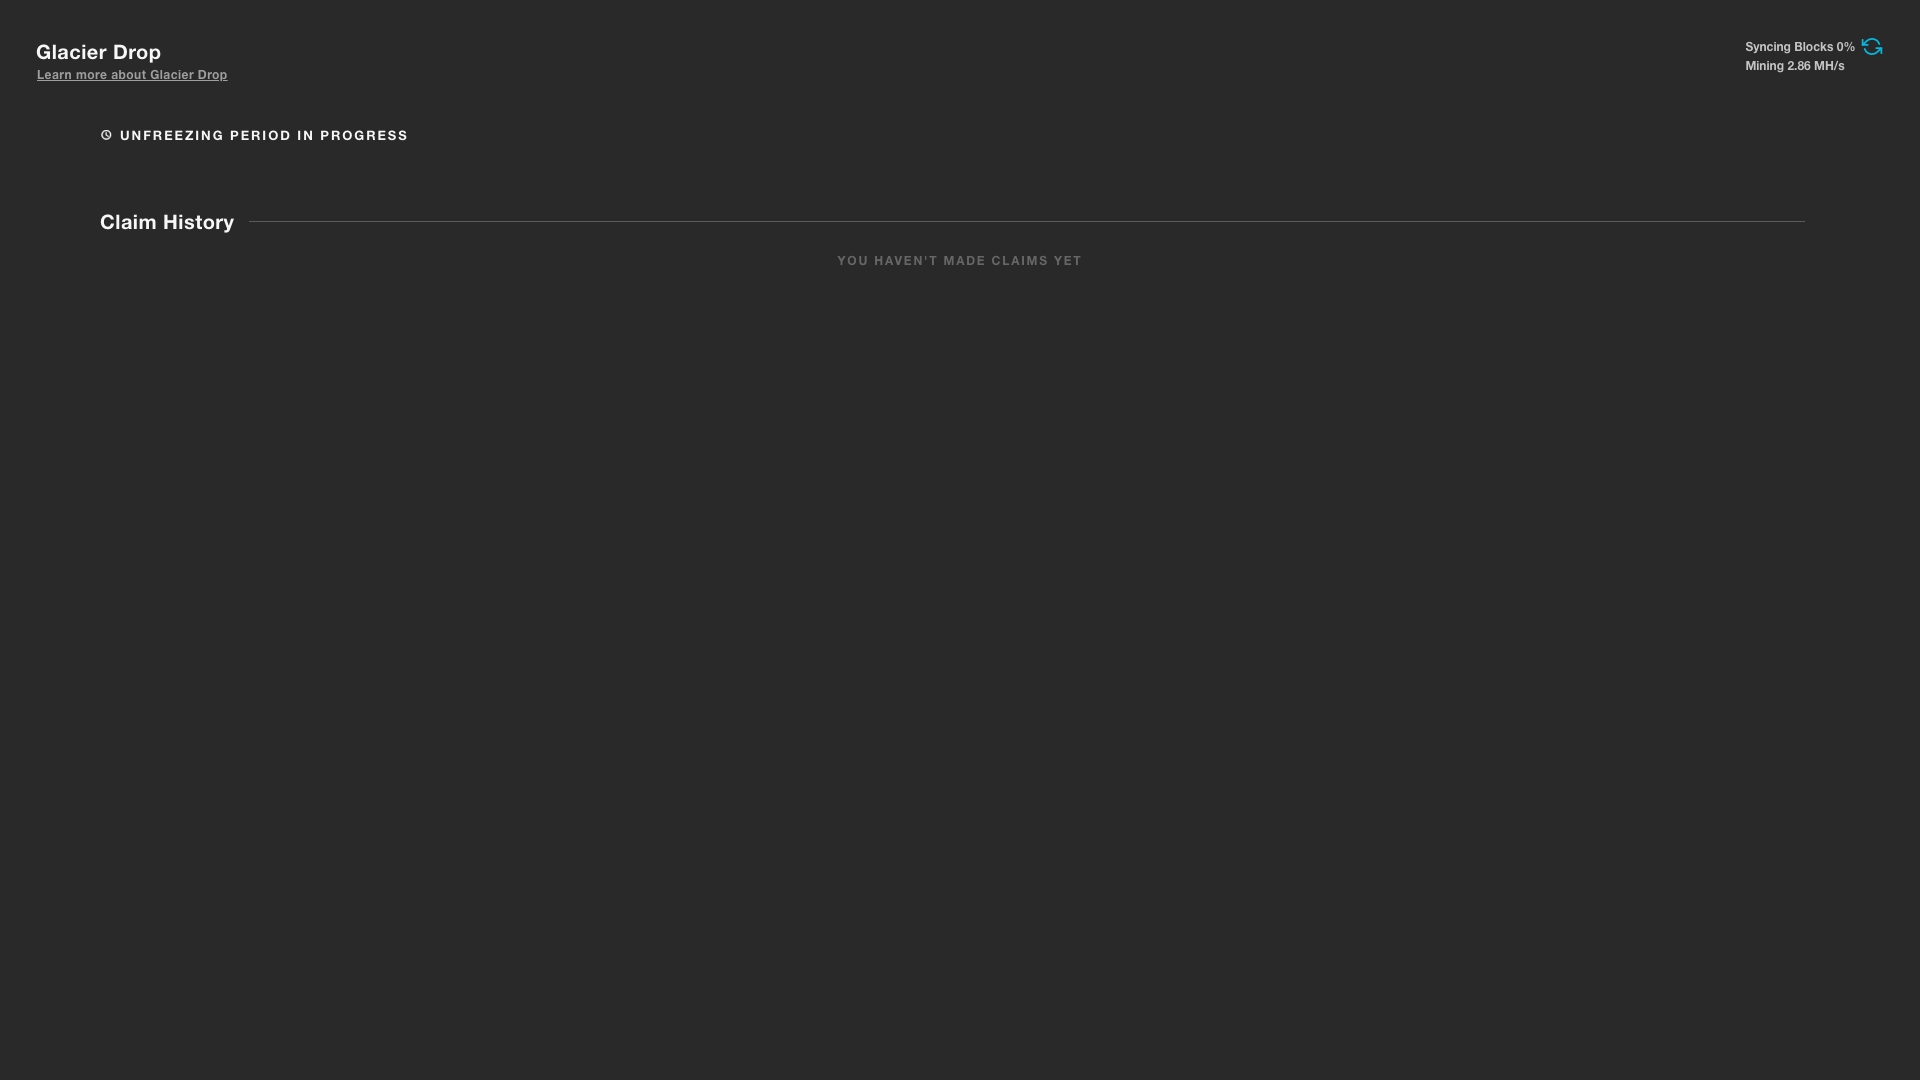 Glacier Drop
Learn more about Glacier Drop
Syncing Blocks 0%
Mining 2.86 MH/s
UNFREEZING PERIOD IN PROGRESS
Claim History
YOU HAVEN'T MADE CLAIMS YET